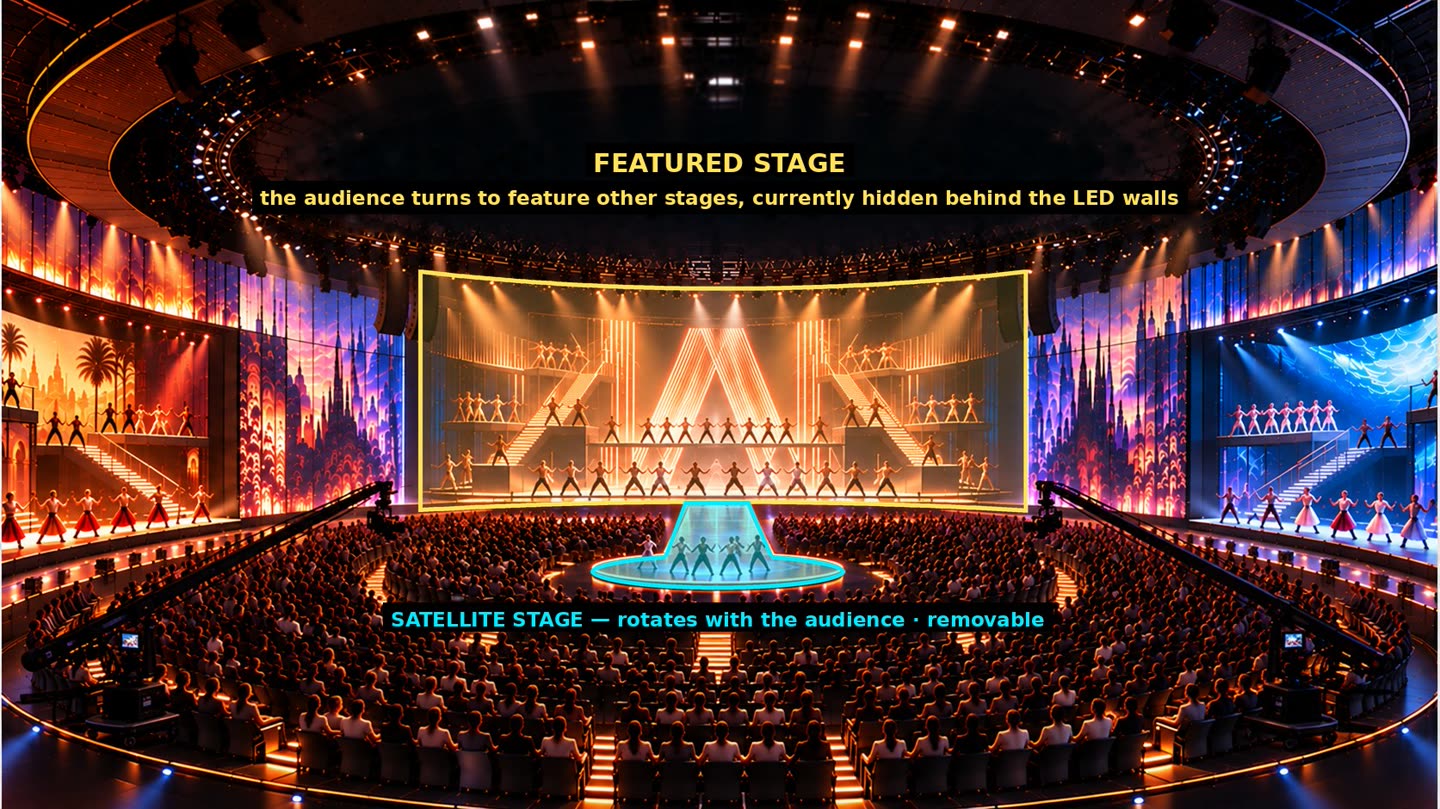 FEATURED STAGE
the audience turns to feature other stages, currently hidden behind the LED walls
SATELLITE STAGE — rotates with the audience · removable